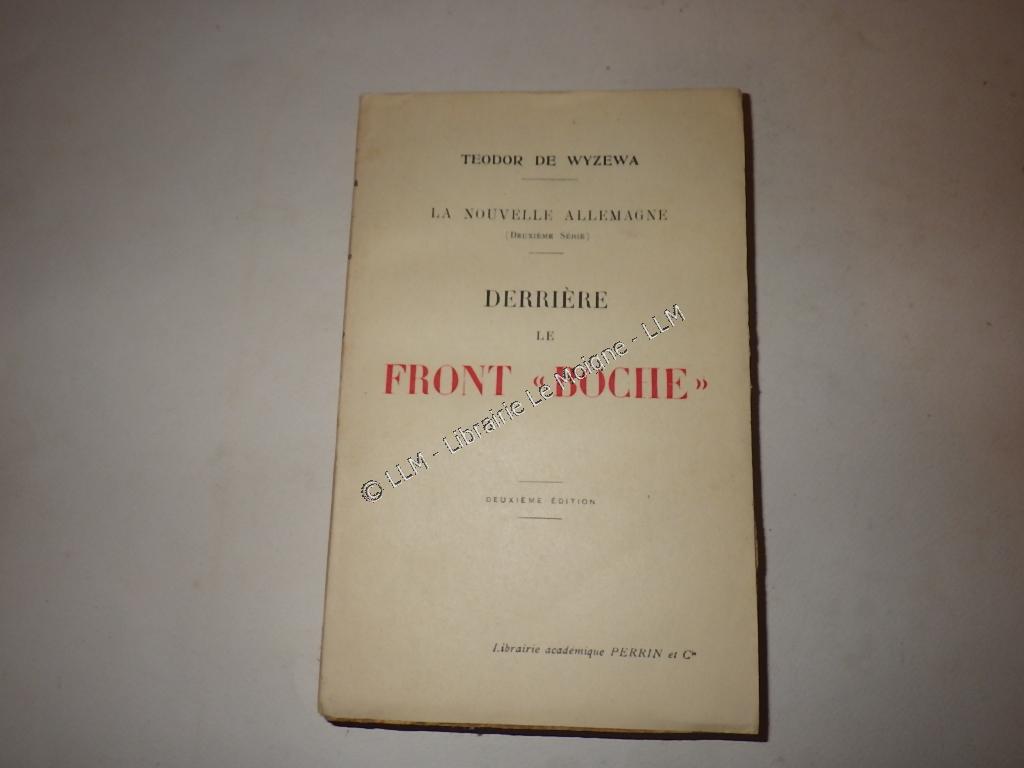 TEODOR DE WYZEWA
LA NOUVELLE ALLEMAGNE
(DEUXIÈME SÉRIE)
DERRIÈRE
LE
FRONT « BOCHE »
© LLM - Librairie Le Moigne - LLM
DEUXIÈME ÉDITION
Librairie académique PERRIN et Cie